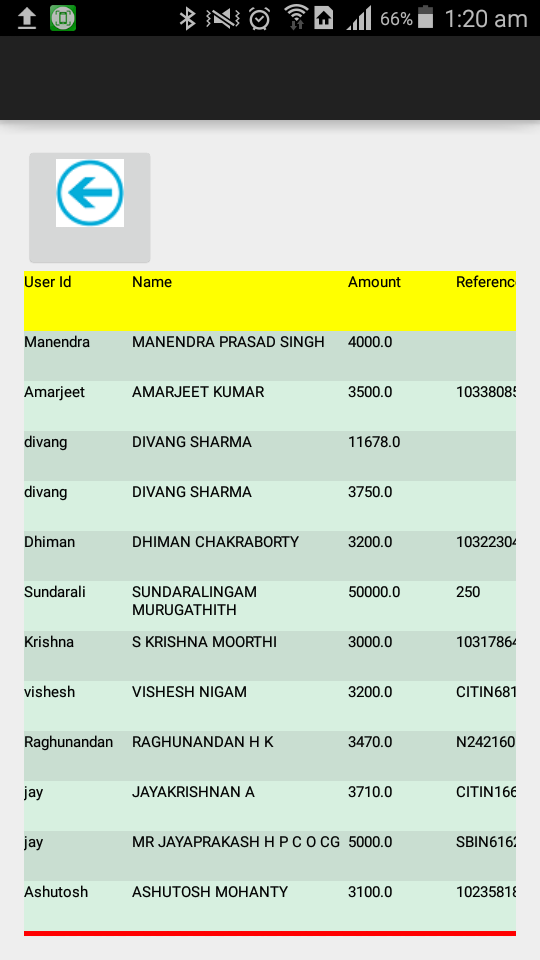 66% 1:20 am
User Id Name Amount Referenc
Manendra MANENDRA PRASAD SINGH 4000.0
Amarjeet AMARJEET KUMAR 3500.0 10338085
divang DIVANG SHARMA 11678.0
divang DIVANG SHARMA 3750.0
Dhiman DHIMAN CHAKRABORTY 3200.0 10322304
Sundarali SUNDARALINGAM 50000.0 250
MURUGATHITH
Krishna S KRISHNA MOORTHI 3000.0 10317864
vishesh VISHESH NIGAM 3200.0 CITIN681
Raghunandan RAGHUNANDAN H K 3470.0 N242160
jay JAYAKRISHNAN A 3710.0 CITIN166
jay MR JAYAPRAKASH H P C O CG 5000.0 SBIN6162
Ashutosh ASHUTOSH MOHANTY 3100.0 10235818